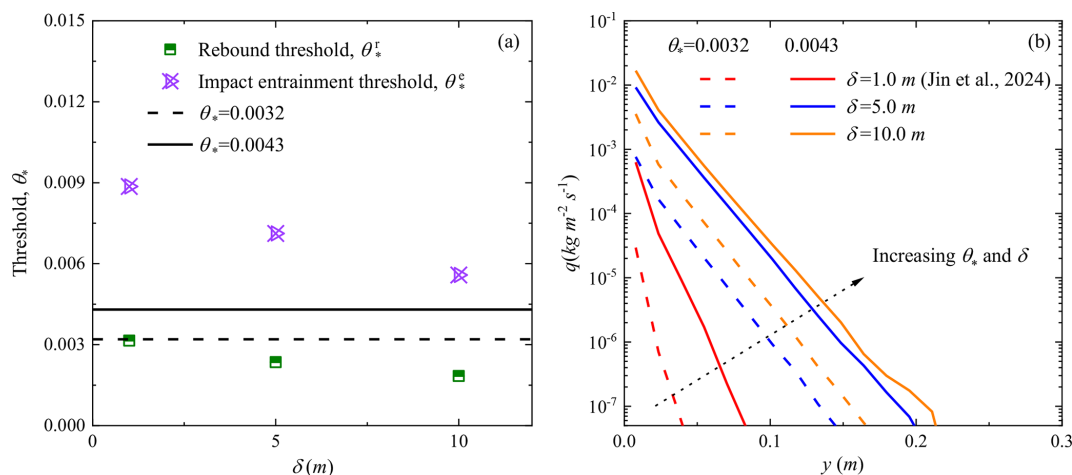 (a)
Rebound threshold, θ*^r
Impact entrainment threshold, θ*^e
θ*=0.0032
θ*=0.0043
Threshold, θ*
0.015
0.012
0.009
0.006
0.003
0.000
0
5
10
δ (m)
(b)
θ*=0.0032 0.0043
δ=1.0 m (Jin et al., 2024)
δ=5.0 m
δ=10.0 m
Increasing θ* and δ
q(kg m⁻² s⁻¹)
10⁻¹
10⁻²
10⁻³
10⁻⁴
10⁻⁵
10⁻⁶
10⁻⁷
0.0
0.1
0.2
0.3
y (m)